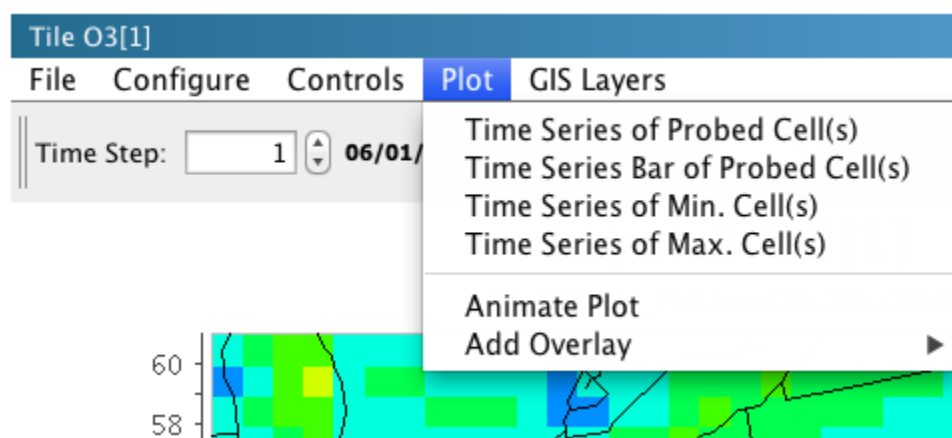 Tile O3[1]
File Configure Controls Plot GIS Layers
Time Step: 1 06/01/
Time Series of Probed Cell(s)
Time Series Bar of Probed Cell(s)
Time Series of Min. Cell(s)
Time Series of Max. Cell(s)
Animate Plot
Add Overlay
60
58